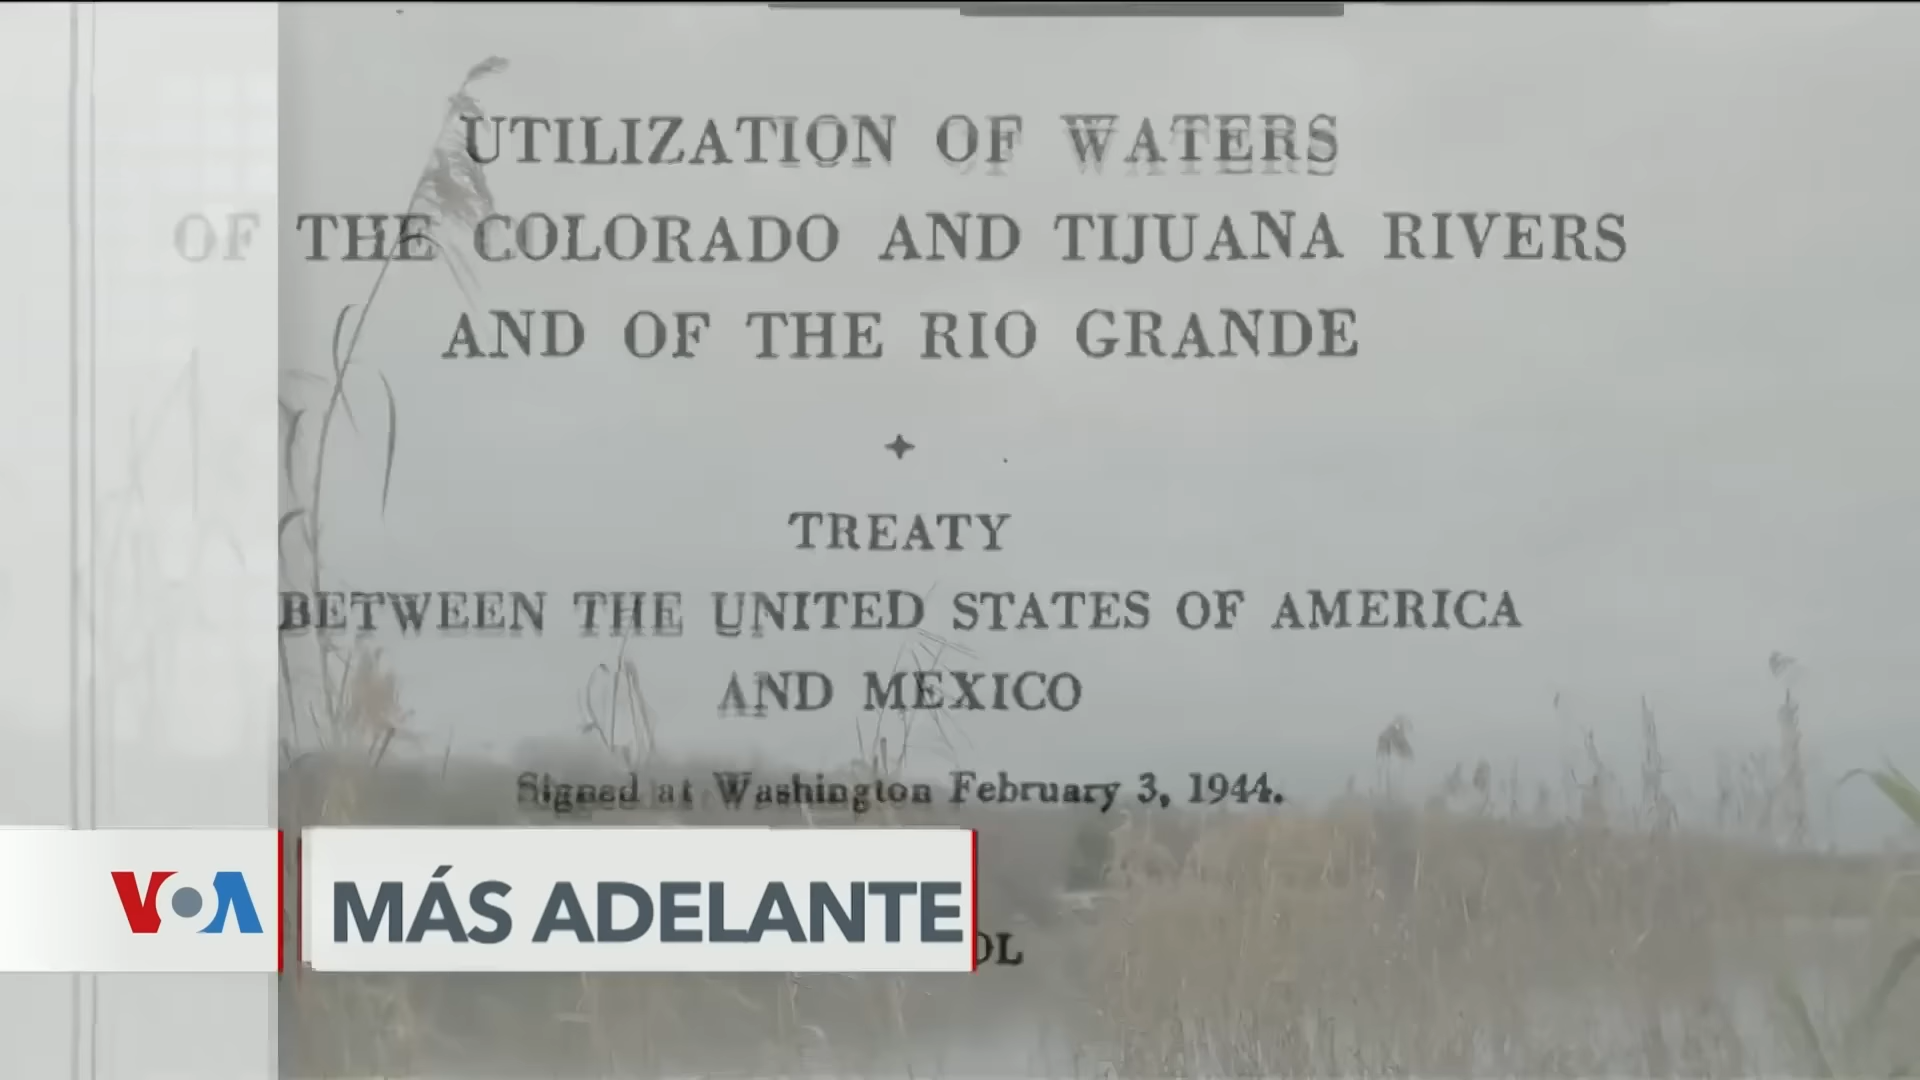 UTILIZATION OF WATERS
OF THE COLORADO AND TIJUANA RIVERS
AND OF THE RIO GRANDE
TREATY
BETWEEN THE UNITED STATES OF AMERICA
AND MEXICO
Signed at Washington February 3, 1944.
VOA
MÁS ADELANTE